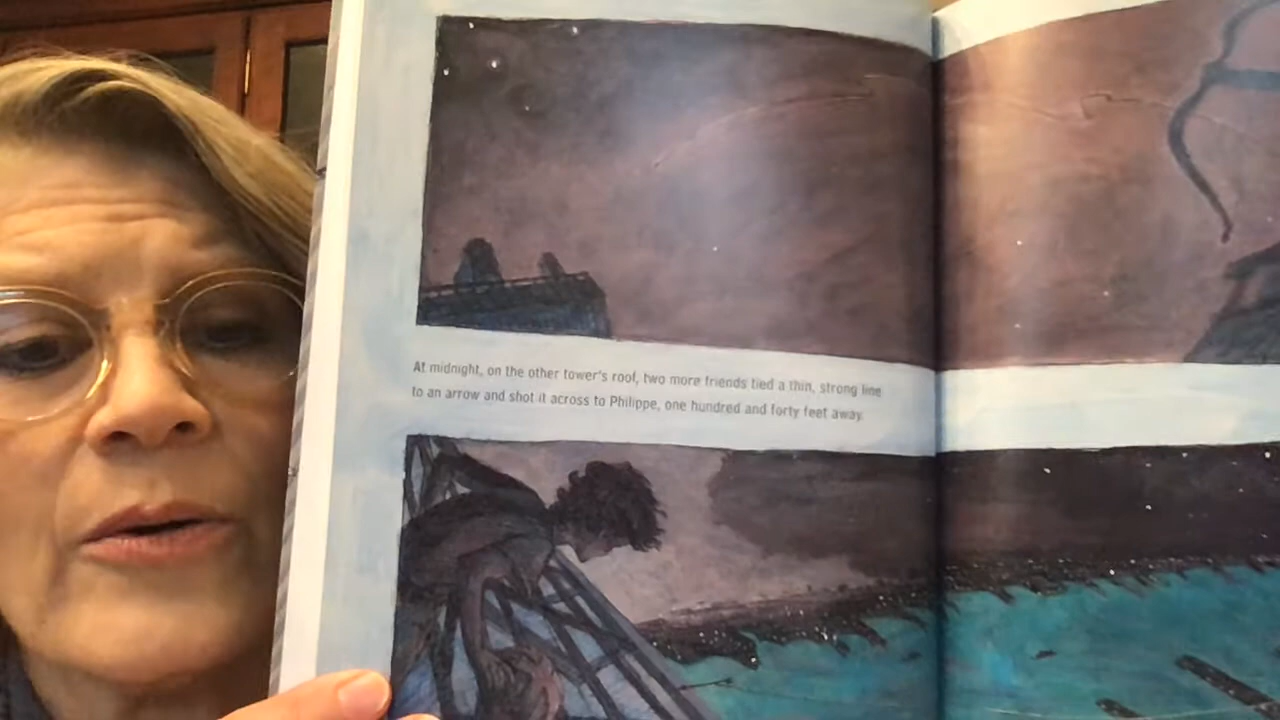 At midnight, on the other tower's roof, two more friends tied a thin, strong line
to an arrow and shot it across to Philippe, one hundred and forty feet away.